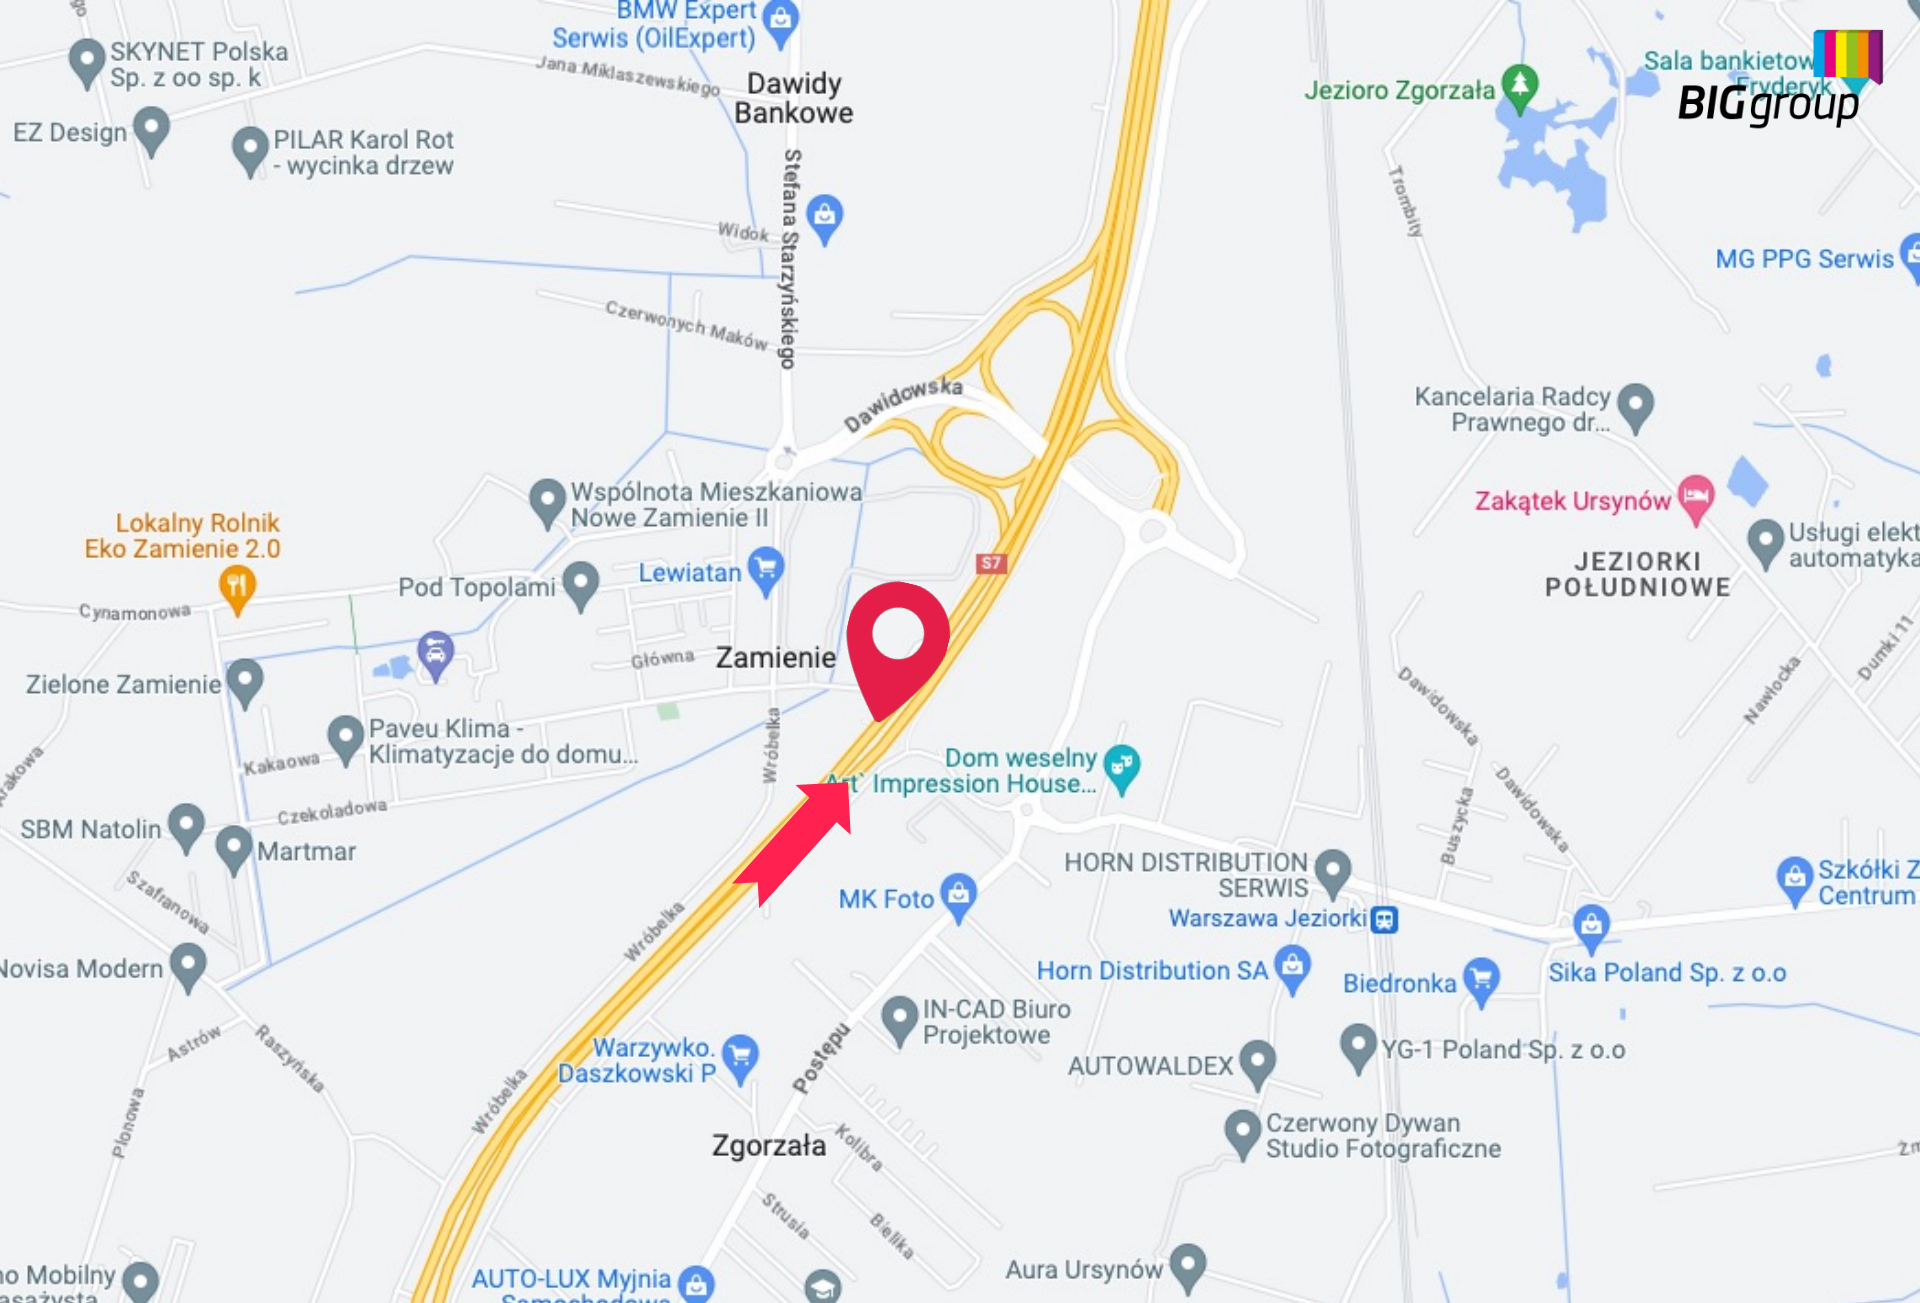 BMW Expert
Serwis (OilExpert)
SKYNET Polska
Sp. z oo sp. k
Jana Miklaszewskiego
Dawidy
Bankowe
Jezioro Zgorzała
Sala bankietow
Fryderyk
BIGgroup
EZ Design
PILAR Karol Rot
- wycinka drzew
Stefana Starzyńskiego
Trombity
Widok
MG PPG Serwis
Czerwonych Maków
Dawidowska
Kancelaria Radcy
Prawnego dr...
Wspólnota Mieszkaniowa
Nowe Zamienie II
Zakątek Ursynów
Lokalny Rolnik
Eko Zamienie 2.0
Usługi elekt
automatyka
S7
JEZIORKI
POŁUDNIOWE
Lewiatan
Pod Topolami
Cynamonowa
Dumki 11
Główna
Zamienie
Zielone Zamienie
Dawidowska
Nawłocka
Paveu Klima -
Klimatyzacje do domu...
Wróbelka
Kakaowa
Dom weselny
Art` Impression House...
Dawidowska
Czekoladowa
Buszycka
SBM Natolin
Martmar
HORN DISTRIBUTION
SERWIS
Szkółki Z
Centrum
Szafranowa
MK Foto
Warszawa Jeziorki
Wróbelka
Novisa Modern
Horn Distribution SA
Biedronka
Sika Poland Sp. z o.o
IN-CAD Biuro
Projektowe
Astrów
Raszyńska
Warzywko.
Daszkowski P
Postępu
AUTOWALDEX
YG-1 Poland Sp. z o.o
Wróbelka
Plonowa
Czerwony Dywan
Studio Fotograficzne
Zgorzała
Kolibra
Strusia
Bielika
Aura Ursynów
no Mobilny
AUTO-LUX Myjnia